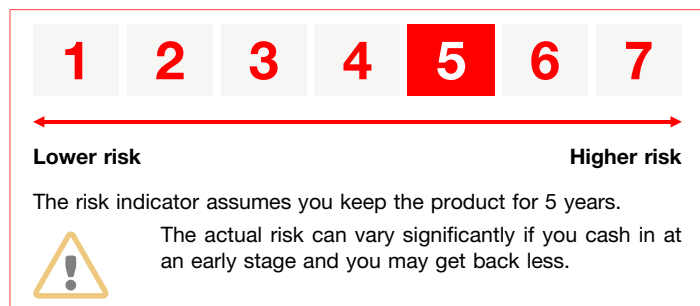 1 2 3 4 5 6 7
Lower risk Higher risk
The risk indicator assumes you keep the product for 5 years.
The actual risk can vary significantly if you cash in at
an early stage and you may get back less.